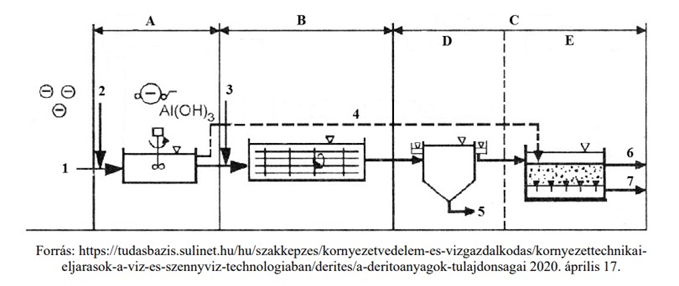 A B C
D E
2 3
Al(OH)3
4
1
6
7
5
Forrás: https://tudasbazis.sulinet.hu/hu/szakkepzes/kornyezetvedelem-es-vizgazdalkodas/kornyezettechnikai-
eljarasok-a-viz-es-szennyviz-technologiaban/derites/a-deritoanyagok-tulajdonsagai 2020. április 17.